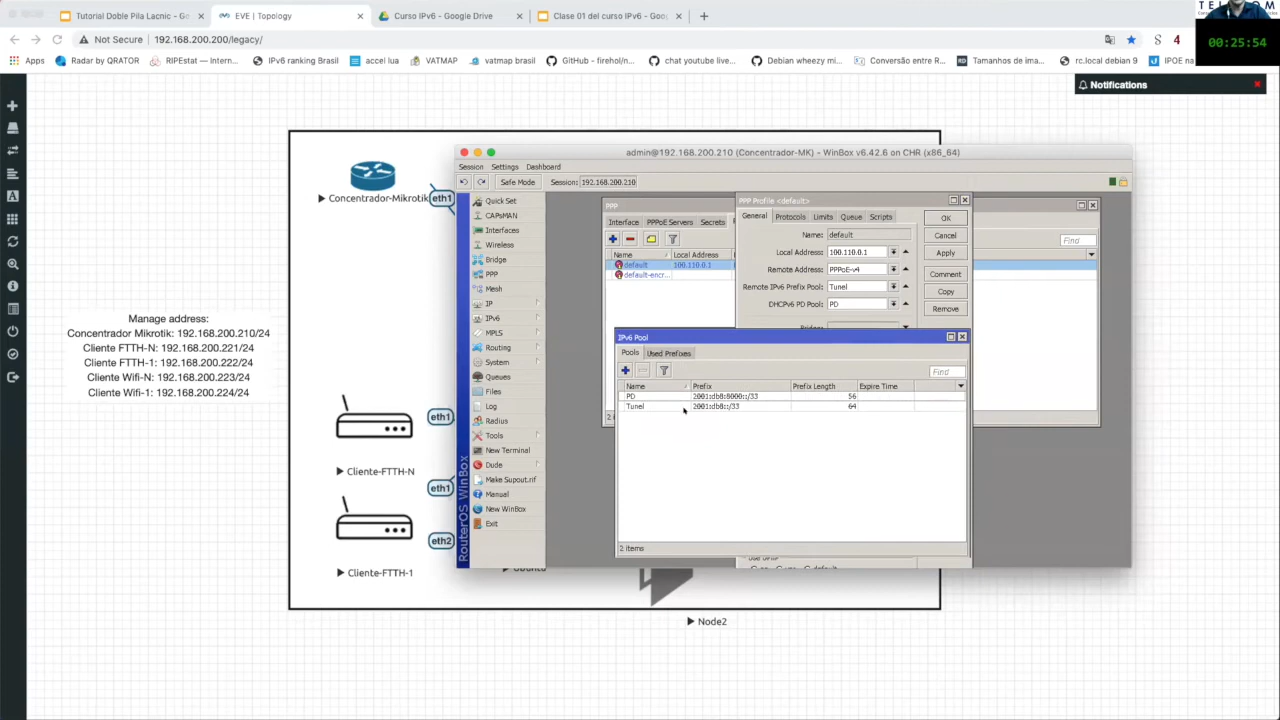 Tutorial Doble Pila Lacnic - Go
EVE | Topology
Curso IPv6 - Google Drive
Clase 01 del curso IPv6 - Goog
Not Secure | 192.168.200.200/legacy/
00:25:54
Apps
Radar by QRATOR
RIPEstat — Intern...
IPv6 ranking Brasil
accel lua
VATMAP
vatmap brasil
GitHub - firehol/n...
chat youtube live...
Debian wheezy mi...
Conversão entre R...
Tamanhos de ima...
rc.local debian 9
IPOE na
Notifications
Concentrador-Mikrotik
eth1
Manage address:
Concentrador Mikrotik: 192.168.200.210/24
Cliente FTTH-N: 192.168.200.221/24
Cliente FTTH-1: 192.168.200.222/24
Cliente Wifi-N: 192.168.200.223/24
Cliente Wifi-1: 192.168.200.224/24
eth1
Cliente-FTTH-N
eth1
eth2
Cliente-FTTH-1
Ubuntu
Node2
admin@192.168.200.210 (Concentrador-MK) - WinBox v6.42.6 on CHR (x86_64)
Session Settings Dashboard
Safe Mode Session: 192.168.200.210
RouterOS WinBox
Quick Set
CAPsMAN
Interfaces
Wireless
Bridge
PPP
Mesh
IP
IPv6
MPLS
Routing
System
Queues
Files
Log
Radius
Tools
New Terminal
Dude
Make Supout.rif
Manual
New WinBox
Exit
PPP
Interface PPPoE Servers Secrets
Find
Name Local Address
default 100.110.0.1
default-encr...
PPP Profile <default>
General Protocols Limits Queue Scripts
Name: default
Local Address: 100.110.0.1
Remote Address: PPPoE-v4
Remote IPv6 Prefix Pool: Tunel
DHCPv6 PD Pool: PD
OK
Cancel
Apply
Comment
Copy
Remove
IPv6 Pool
Pools Used Prefixes
Find
Name Prefix Prefix Length Expire Time
PD 2001:db8:8000::/33 56
Tunel 2001:db8::/33 64
2 items